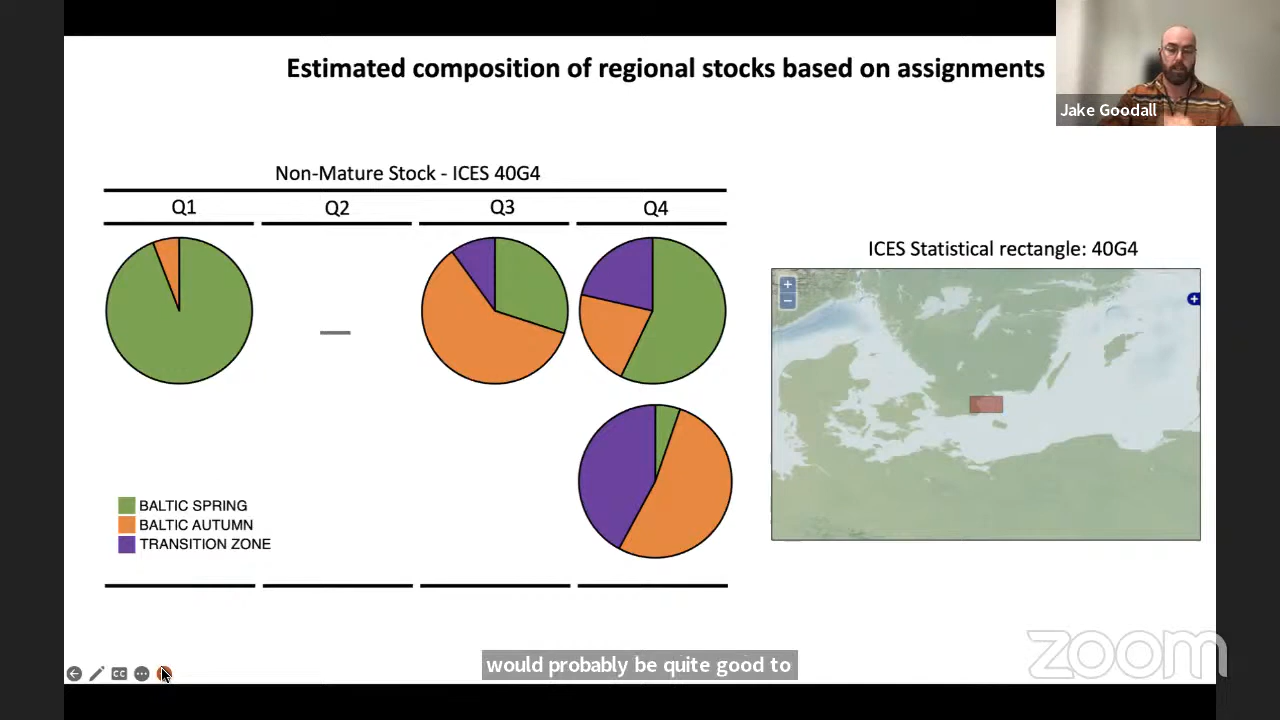 Estimated composition of regional stocks based on assignments
Jake Goodall
Non-Mature Stock - ICES 40G4
Q1
Q2
Q3
Q4
ICES Statistical rectangle: 40G4
+
−
+
BALTIC SPRING
BALTIC AUTUMN
TRANSITION ZONE
CC
would probably be quite good to
zoom